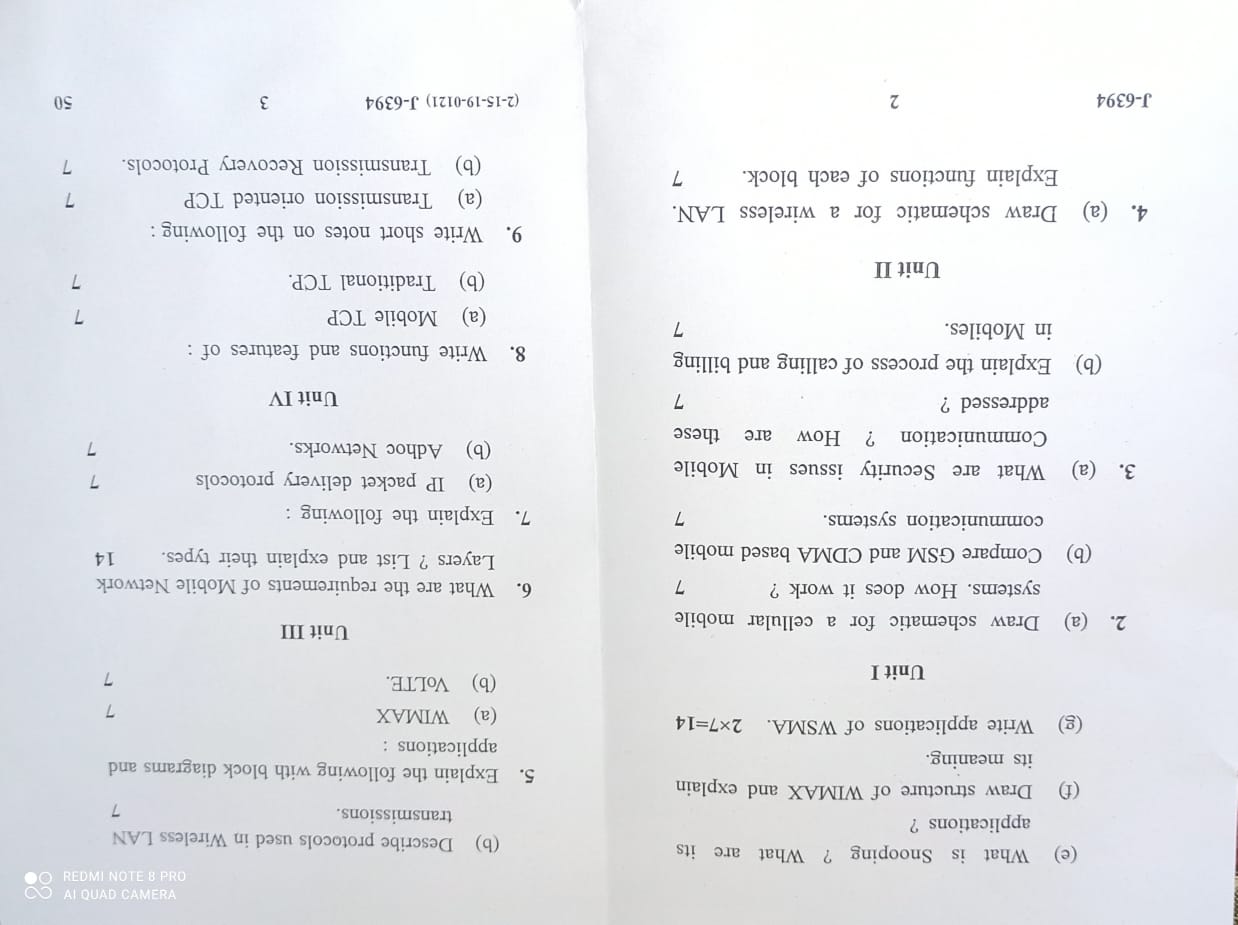 (e) What is Snooping ? What are its
applications ?
(f) Draw structure of WIMAX and explain
its meaning.
(g) Write applications of WSMA. 2×7=14
Unit I
2. (a) Draw schematic for a cellular mobile
systems. How does it work ? 7
(b) Compare GSM and CDMA based mobile
communication systems. 7
3. (a) What are Security issues in Mobile
Communication ? How are these
addressed ? 7
(b) Explain the process of calling and billing
in Mobiles. 7
Unit II
4. (a) Draw schematic for a wireless LAN.
Explain functions of each block. 7
J-6394 2
REDMI NOTE 8 PRO
AI QUAD CAMERA
(b) Describe protocols used in Wireless LAN
transmissions. 7
5. Explain the following with block diagrams and
applications :
(a) WIMAX 7
(b) VoLTE. 7
Unit III
6. What are the requirements of Mobile Network
Layers ? List and explain their types. 14
7. Explain the following :
(a) IP packet delivery protocols 7
(b) Adhoc Networks. 7
Unit IV
8. Write functions and features of :
(a) Mobile TCP 7
(b) Traditional TCP. 7
9. Write short notes on the following :
(a) Transmission oriented TCP 7
(b) Transmission Recovery Protocols. 7
(2-15-19-0121) J-6394 3 50